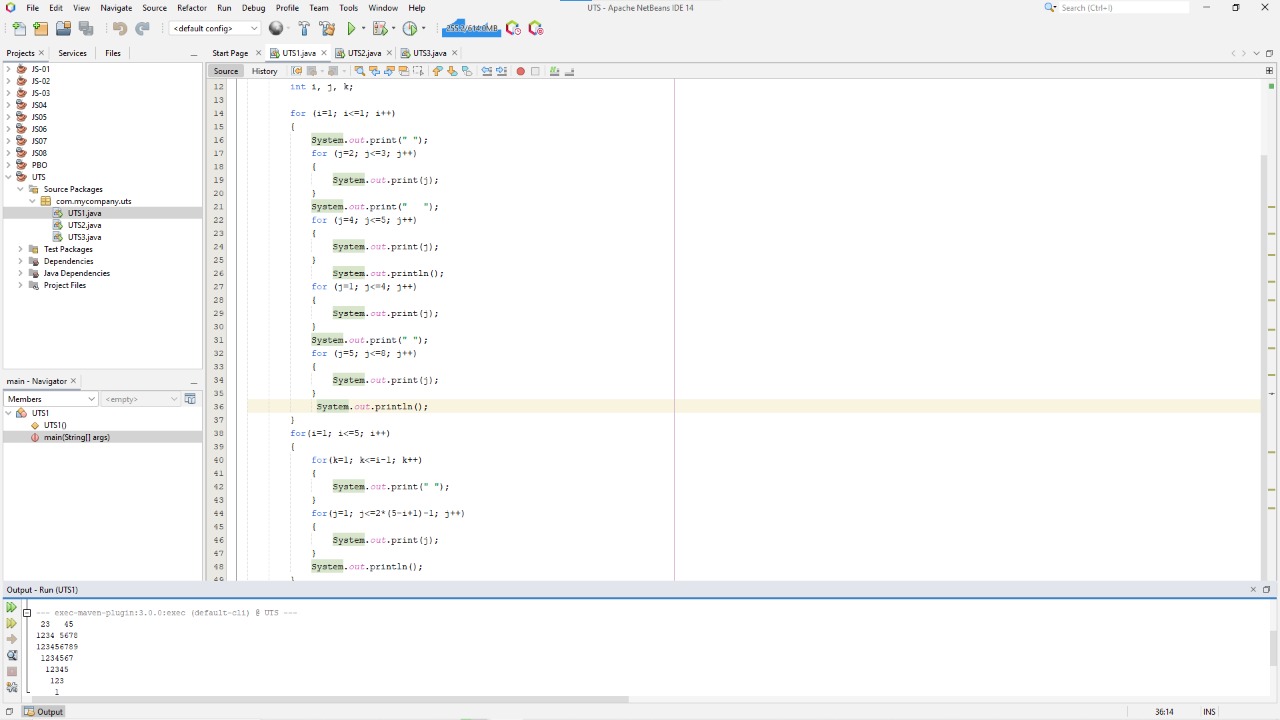 File Edit View Navigate Source Refactor Run Debug Profile Team Tools Window Help
UTS - Apache NetBeans IDE 14
Search (Ctrl+I)
<default config>
Projects Services Files
Start Page UTS1.java UTS2.java UTS3.java
Source History
JS-01
JS-02
JS-03
JS04
JS05
JS06
JS07
JS08
PBO
UTS
Source Packages
com.mycompany.uts
UTS1.java
UTS2.java
UTS3.java
Test Packages
Dependencies
Java Dependencies
Project Files
main - Navigator
Members <empty>
UTS1
UTS1()
main(String[] args)
12 int i, j, k;
13
14 for (i=1; i<=1; i++)
15 {
16 System.out.print(" ");
17 for (j=2; j<=3; j++)
18 {
19 System.out.print(j);
20 }
21 System.out.print("   ");
22 for (j=4; j<=5; j++)
23 {
24 System.out.print(j);
25 }
26 System.out.println();
27 for (j=1; j<=4; j++)
28 {
29 System.out.print(j);
30 }
31 System.out.print(" ");
32 for (j=5; j<=8; j++)
33 {
34 System.out.print(j);
35 }
36 System.out.println();
37 }
38 for(i=1; i<=5; i++)
39 {
40 for(k=1; k<=i-1; k++)
41 {
42 System.out.print(" ");
43 }
44 for(j=1; j<=2*(5-i+1)-1; j++)
45 {
46 System.out.print(j);
47 }
48 System.out.println();
49 }
Output - Run (UTS1)
--- exec-maven-plugin:3.0.0:exec (default-cli) @ UTS ---
23   45
1234 5678
123456789
1234567
12345
123
1
Output
36:14 INS